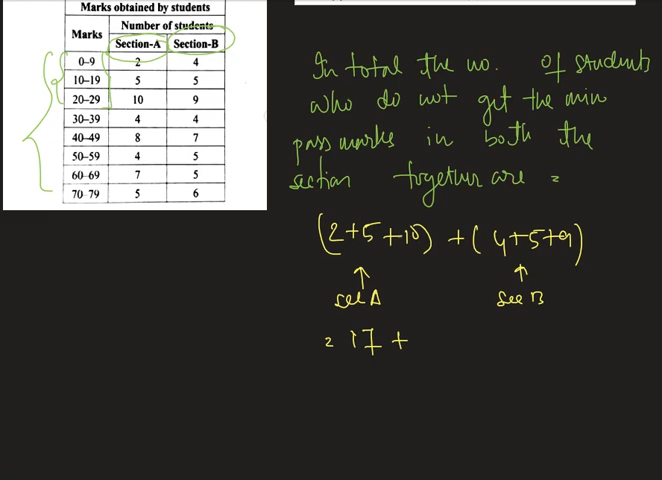 Marks obtained by students
Marks Number of students
Section-A Section-B
0–9 2 4
10–19 5 5
20–29 10 9
30–39 4 4
40–49 8 7
50–59 4 5
60–69 7 5
70–79 5 6
In total the no. of students
who do not get the min
pass marks in both the
section together are =
(2+5+10) + (4+5+9)
↑ ↑
sec A sec B
= 17 +